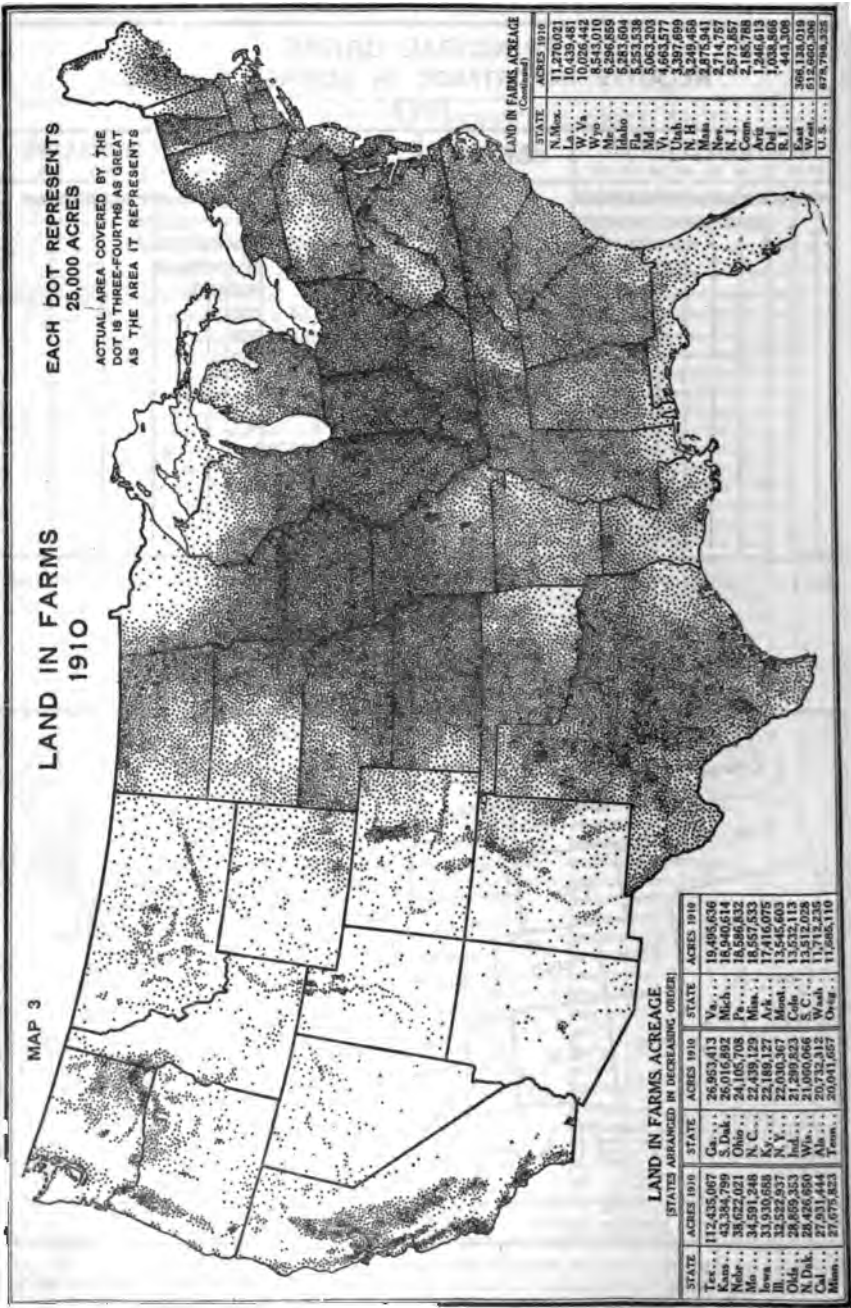 MAP 3
LAND IN FARMS
1910
EACH DOT REPRESENTS
25,000 ACRES
ACTUAL AREA COVERED BY THE
DOT IS THREE-FOURTHS AS GREAT
AS THE AREA IT REPRESENTS
LAND IN FARMS ACREAGE
[STATES ARRANGED IN DECREASING ORDER]
STATE ACRES 1910 STATE ACRES 1910 STATE ACRES 1910
Tex... 112,435,067 Ga... 26,953,413 Va... 19,495,636
Kans... 43,384,799 S. Dak. 26,016,892 Mich... 18,940,614
Nebr... 38,622,021 Ohio... 24,105,708 Pa... 18,586,832
Mo... 34,591,248 N. C... 22,439,129 Miss... 18,557,533
Iowa... 33,930,688 Ky... 22,189,127 Ark... 17,416,075
Ill... 32,522,937 N. Y... 22,030,367 Mont... 13,545,603
Okla... 28,859,353 Ind... 21,299,823 Colo... 13,532,113
N. Dak. 28,426,650 Wis... 21,060,066 S. C... 13,512,028
Cal... 27,931,444 Ala... 20,732,312 Wash... 11,712,235
Minn... 27,675,823 Tenn... 20,041,657 Oreg... 11,685,110
LAND IN FARMS ACREAGE
(Continued)
STATE ACRES 1910
N. Mex... 11,270,021
La... 10,439,481
W. Va... 10,026,442
Wyo... 8,543,010
Me... 6,296,859
Idaho... 5,283,604
Fla... 5,253,538
Md... 5,063,203
Vt... 4,663,577
Utah... 3,397,699
N. H... 3,249,458
Mass... 2,875,941
Nev... 2,714,757
N. J... 2,573,857
Conn... 2,185,788
Ariz... 1,246,613
Del... 1,038,866
R. I... 443,308
East... 366,138,019
West... 512,660,306
U. S... 878,798,325